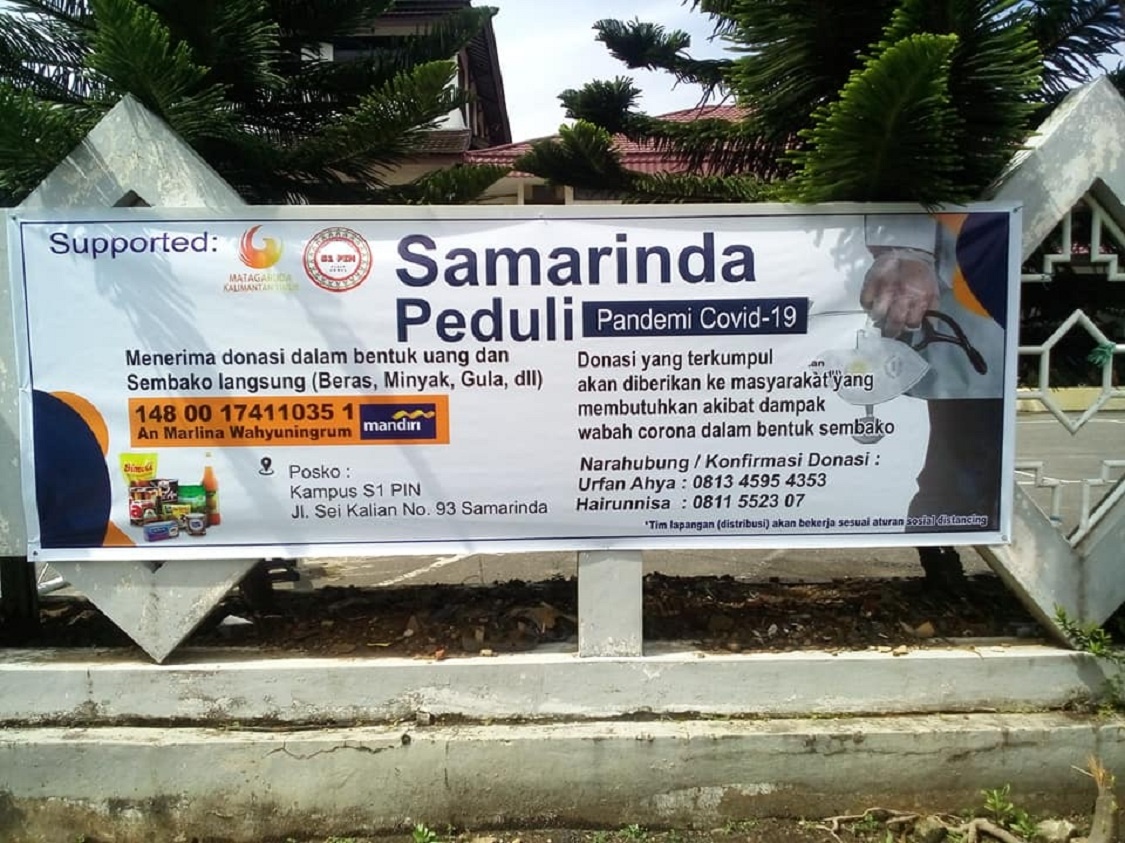 Supported:
MATAGARUDA
KALIMANTAN TIMUR
S1 PIN
Samarinda
Peduli Pandemi Covid-19
Menerima donasi dalam bentuk uang dan
Sembako langsung (Beras, Minyak, Gula, dll)
148 00 17411035 1
An Marlina Wahyuningrum
mandiri
Bimoli
Posko :
Kampus S1 PIN
Jl. Sei Kalian No. 93 Samarinda
Donasi yang terkumpul
akan diberikan ke masyarakat yang
membutuhkan akibat dampak
wabah corona dalam bentuk sembako
Narahubung / Konfirmasi Donasi :
Urfan Ahya : 0813 4595 4353
Hairunnisa : 0811 5523 07
*Tim lapangan (distribusi) akan bekerja sesuai aturan sosial distancing